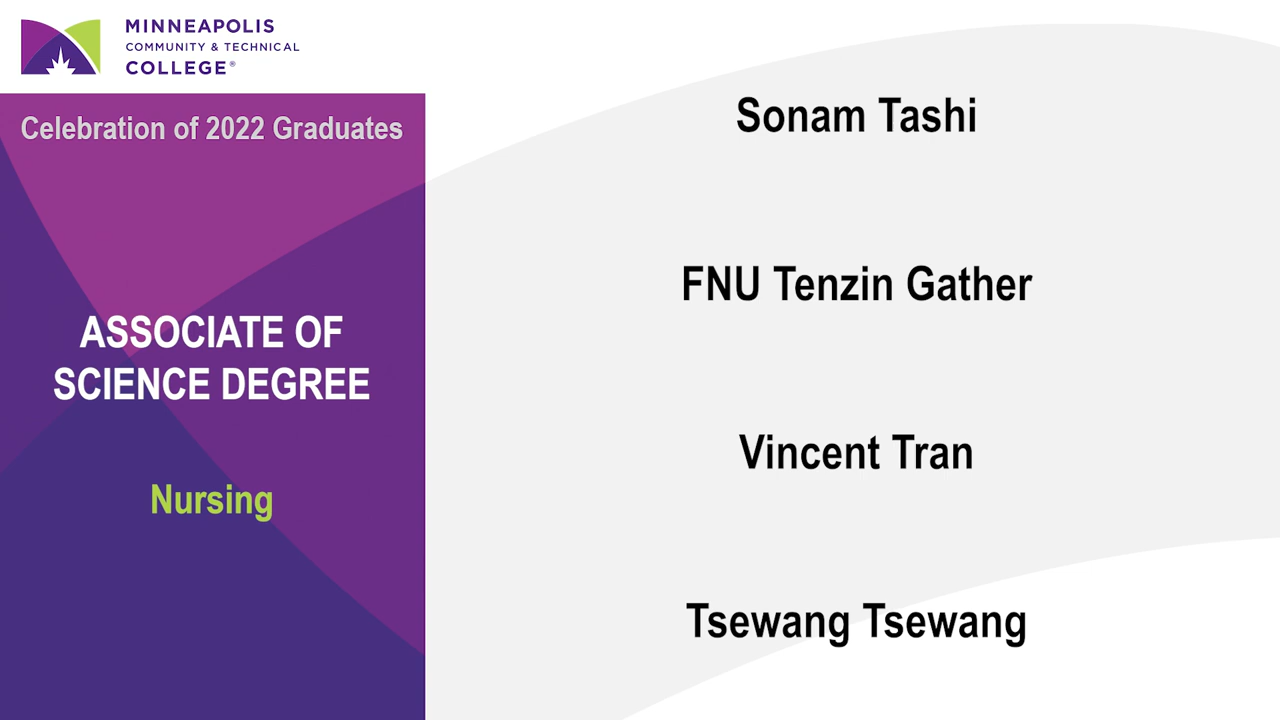 MINNEAPOLIS
COMMUNITY & TECHNICAL
COLLEGE®
Celebration of 2022 Graduates
ASSOCIATE OF
SCIENCE DEGREE
Nursing
Sonam Tashi
FNU Tenzin Gather
Vincent Tran
Tsewang Tsewang